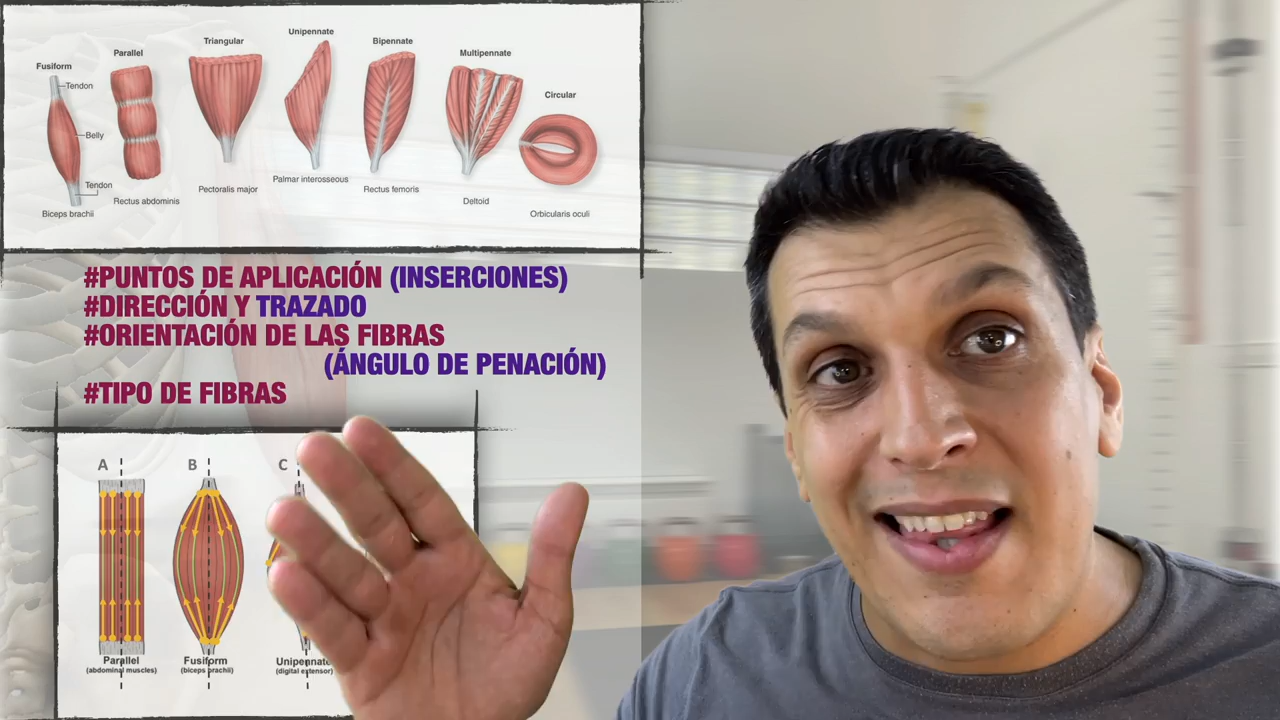 Fusiform
Tendon
Belly
Tendon
Biceps brachii
Parallel
Rectus abdominis
Triangular
Pectoralis major
Unipennate
Palmar interosseous
Bipennate
Rectus femoris
Multipennate
Deltoid
Circular
Orbicularis oculi
#PUNTOS DE APLICACIÓN (INSERCIONES)
#DIRECCIÓN Y TRAZADO
#ORIENTACIÓN DE LAS FIBRAS
(ÁNGULO DE PENACIÓN)
#TIPO DE FIBRAS
A
B
C
Parallel
(abdominal muscles)
Fusiform
(biceps brachii)
Unipennate
(digital extensor)